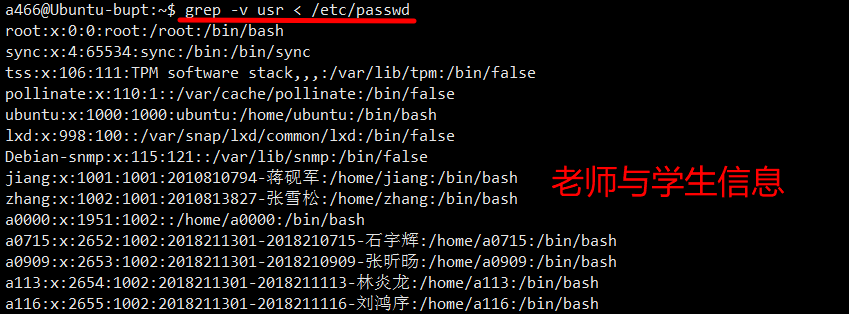 a466@Ubuntu-bupt:~$ grep -v usr < /etc/passwd
root:x:0:0:root:/root:/bin/bash
sync:x:4:65534:sync:/bin:/bin/sync
tss:x:106:111:TPM software stack,,,:/var/lib/tpm:/bin/false
pollinate:x:110:1::/var/cache/pollinate:/bin/false
ubuntu:x:1000:1000:ubuntu:/home/ubuntu:/bin/bash
lxd:x:998:100::/var/snap/lxd/common/lxd:/bin/false
Debian-snmp:x:115:121::/var/lib/snmp:/bin/false
jiang:x:1001:1001:2010810794-蒋砚军:/home/jiang:/bin/bash
zhang:x:1002:1001:2010813827-张雪松:/home/zhang:/bin/bash
老师与学生信息
a0000:x:1951:1002::/home/a0000:/bin/bash
a0715:x:2652:1002:2018211301-2018210715-石宇辉:/home/a0715:/bin/bash
a0909:x:2653:1002:2018211301-2018210909-张昕旸:/home/a0909:/bin/bash
a113:x:2654:1002:2018211301-2018211113-林炎龙:/home/a113:/bin/bash
a116:x:2655:1002:2018211301-2018211116-刘鸿序:/home/a116:/bin/bash